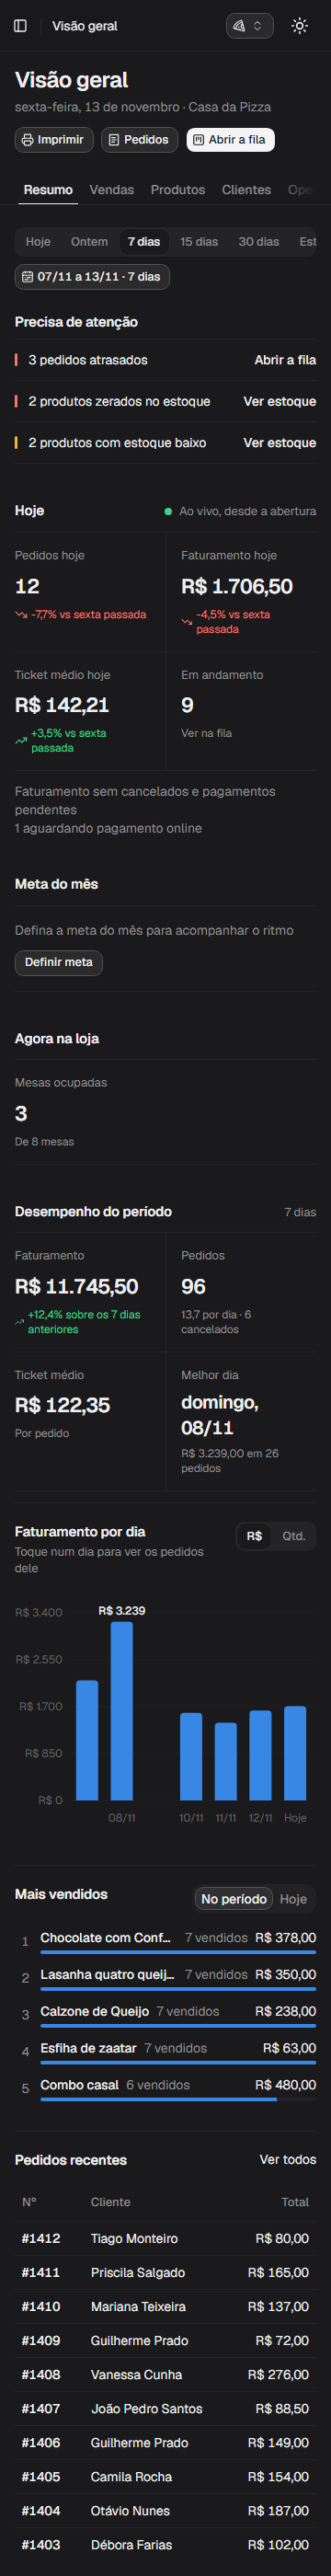 Visão geral
Visão geral
sexta-feira, 13 de novembro · Casa da Pizza
Imprimir
Pedidos
Abrir a fila
Resumo Vendas Produtos Clientes Ope
Hoje Ontem 7 dias 15 dias 30 dias Est
07/11 a 13/11 · 7 dias
Precisa de atenção
3 pedidos atrasados Abrir a fila
2 produtos zerados no estoque Ver estoque
2 produtos com estoque baixo Ver estoque
Hoje Ao vivo, desde a abertura
Pedidos hoje
12
-7,7% vs sexta passada
Faturamento hoje
R$ 1.706,50
-4,5% vs sexta
passada
Ticket médio hoje
R$ 142,21
+3,5% vs sexta
passada
Em andamento
9
Ver na fila
Faturamento sem cancelados e pagamentos
pendentes
1 aguardando pagamento online
Meta do mês
Defina a meta do mês para acompanhar o ritmo
Definir meta
Agora na loja
Mesas ocupadas
3
De 8 mesas
Desempenho do período 7 dias
Faturamento
R$ 11.745,50
+12,4% sobre os 7 dias
anteriores
Pedidos
96
13,7 por dia · 6
cancelados
Ticket médio
R$ 122,35
Por pedido
Melhor dia
domingo,
08/11
R$ 3.239,00 em 26
pedidos
Faturamento por dia
Toque num dia para ver os pedidos
dele
R$ Qtd.
R$ 3.239
R$ 3.400
R$ 2.550
R$ 1.700
R$ 850
R$ 0
08/11 10/11 11/11 12/11 Hoje
Mais vendidos No período Hoje
1 Chocolate com Conf... 7 vendidos R$ 378,00
2 Lasanha quatro queij... 7 vendidos R$ 350,00
3 Calzone de Queijo 7 vendidos R$ 238,00
4 Esfiha de zaatar 7 vendidos R$ 63,00
5 Combo casal 6 vendidos R$ 480,00
Pedidos recentes Ver todos
Nº Cliente Total
#1412 Tiago Monteiro R$ 80,00
#1411 Priscila Salgado R$ 165,00
#1410 Mariana Teixeira R$ 137,00
#1409 Guilherme Prado R$ 72,00
#1408 Vanessa Cunha R$ 276,00
#1407 João Pedro Santos R$ 88,50
#1406 Guilherme Prado R$ 149,00
#1405 Camila Rocha R$ 154,00
#1404 Otávio Nunes R$ 187,00
#1403 Débora Farias R$ 102,00